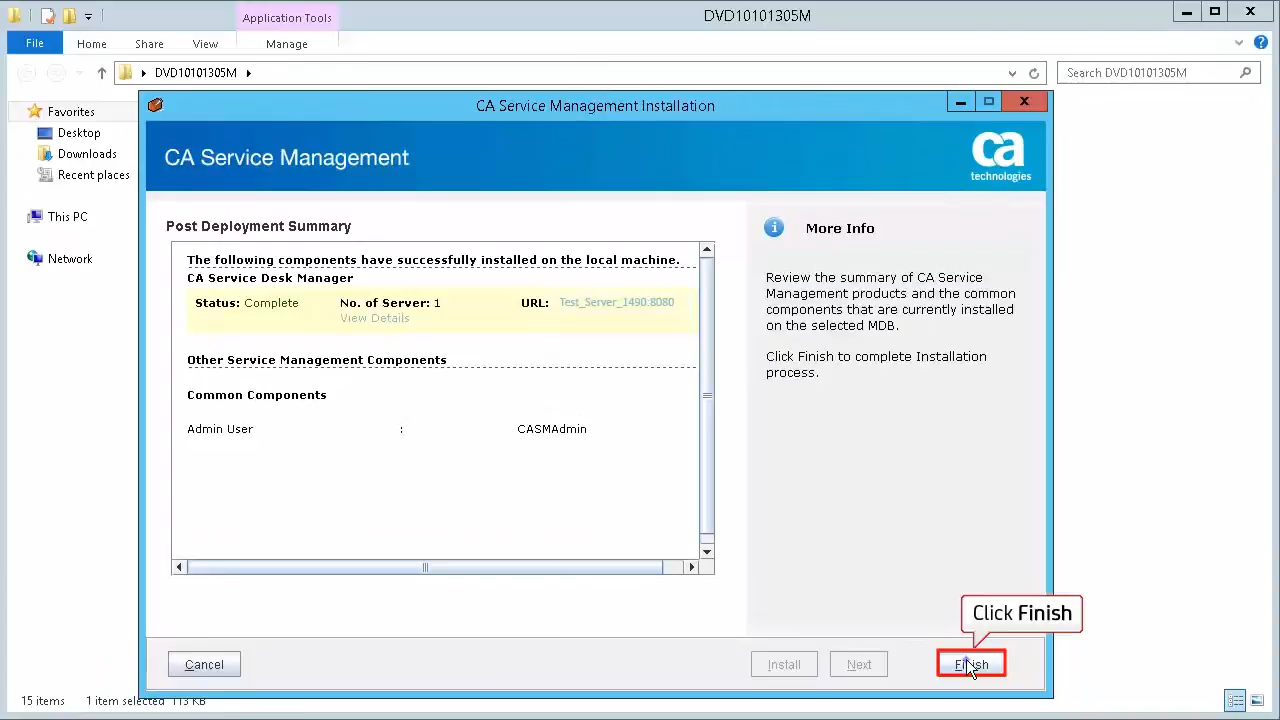 Application Tools
DVD10101305M
File Home Share View Manage
DVD10101305M
Search DVD10101305M
Favorites
Desktop
Downloads
Recent places
This PC
Network
CA Service Management Installation
CA Service Management
ca
technologies
Post Deployment Summary
The following components have successfully installed on the local machine.
CA Service Desk Manager
Status: Complete No. of Server: 1 URL: Test_Server_1490:8080
View Details
Other Service Management Components
Common Components
Admin User : CASMAdmin
i More Info
Review the summary of CA Service
Management products and the common
components that are currently installed
on the selected MDB.
Click Finish to complete Installation
process.
Click Finish
Cancel Install Next Finish
15 items 1 item selected 113 KB